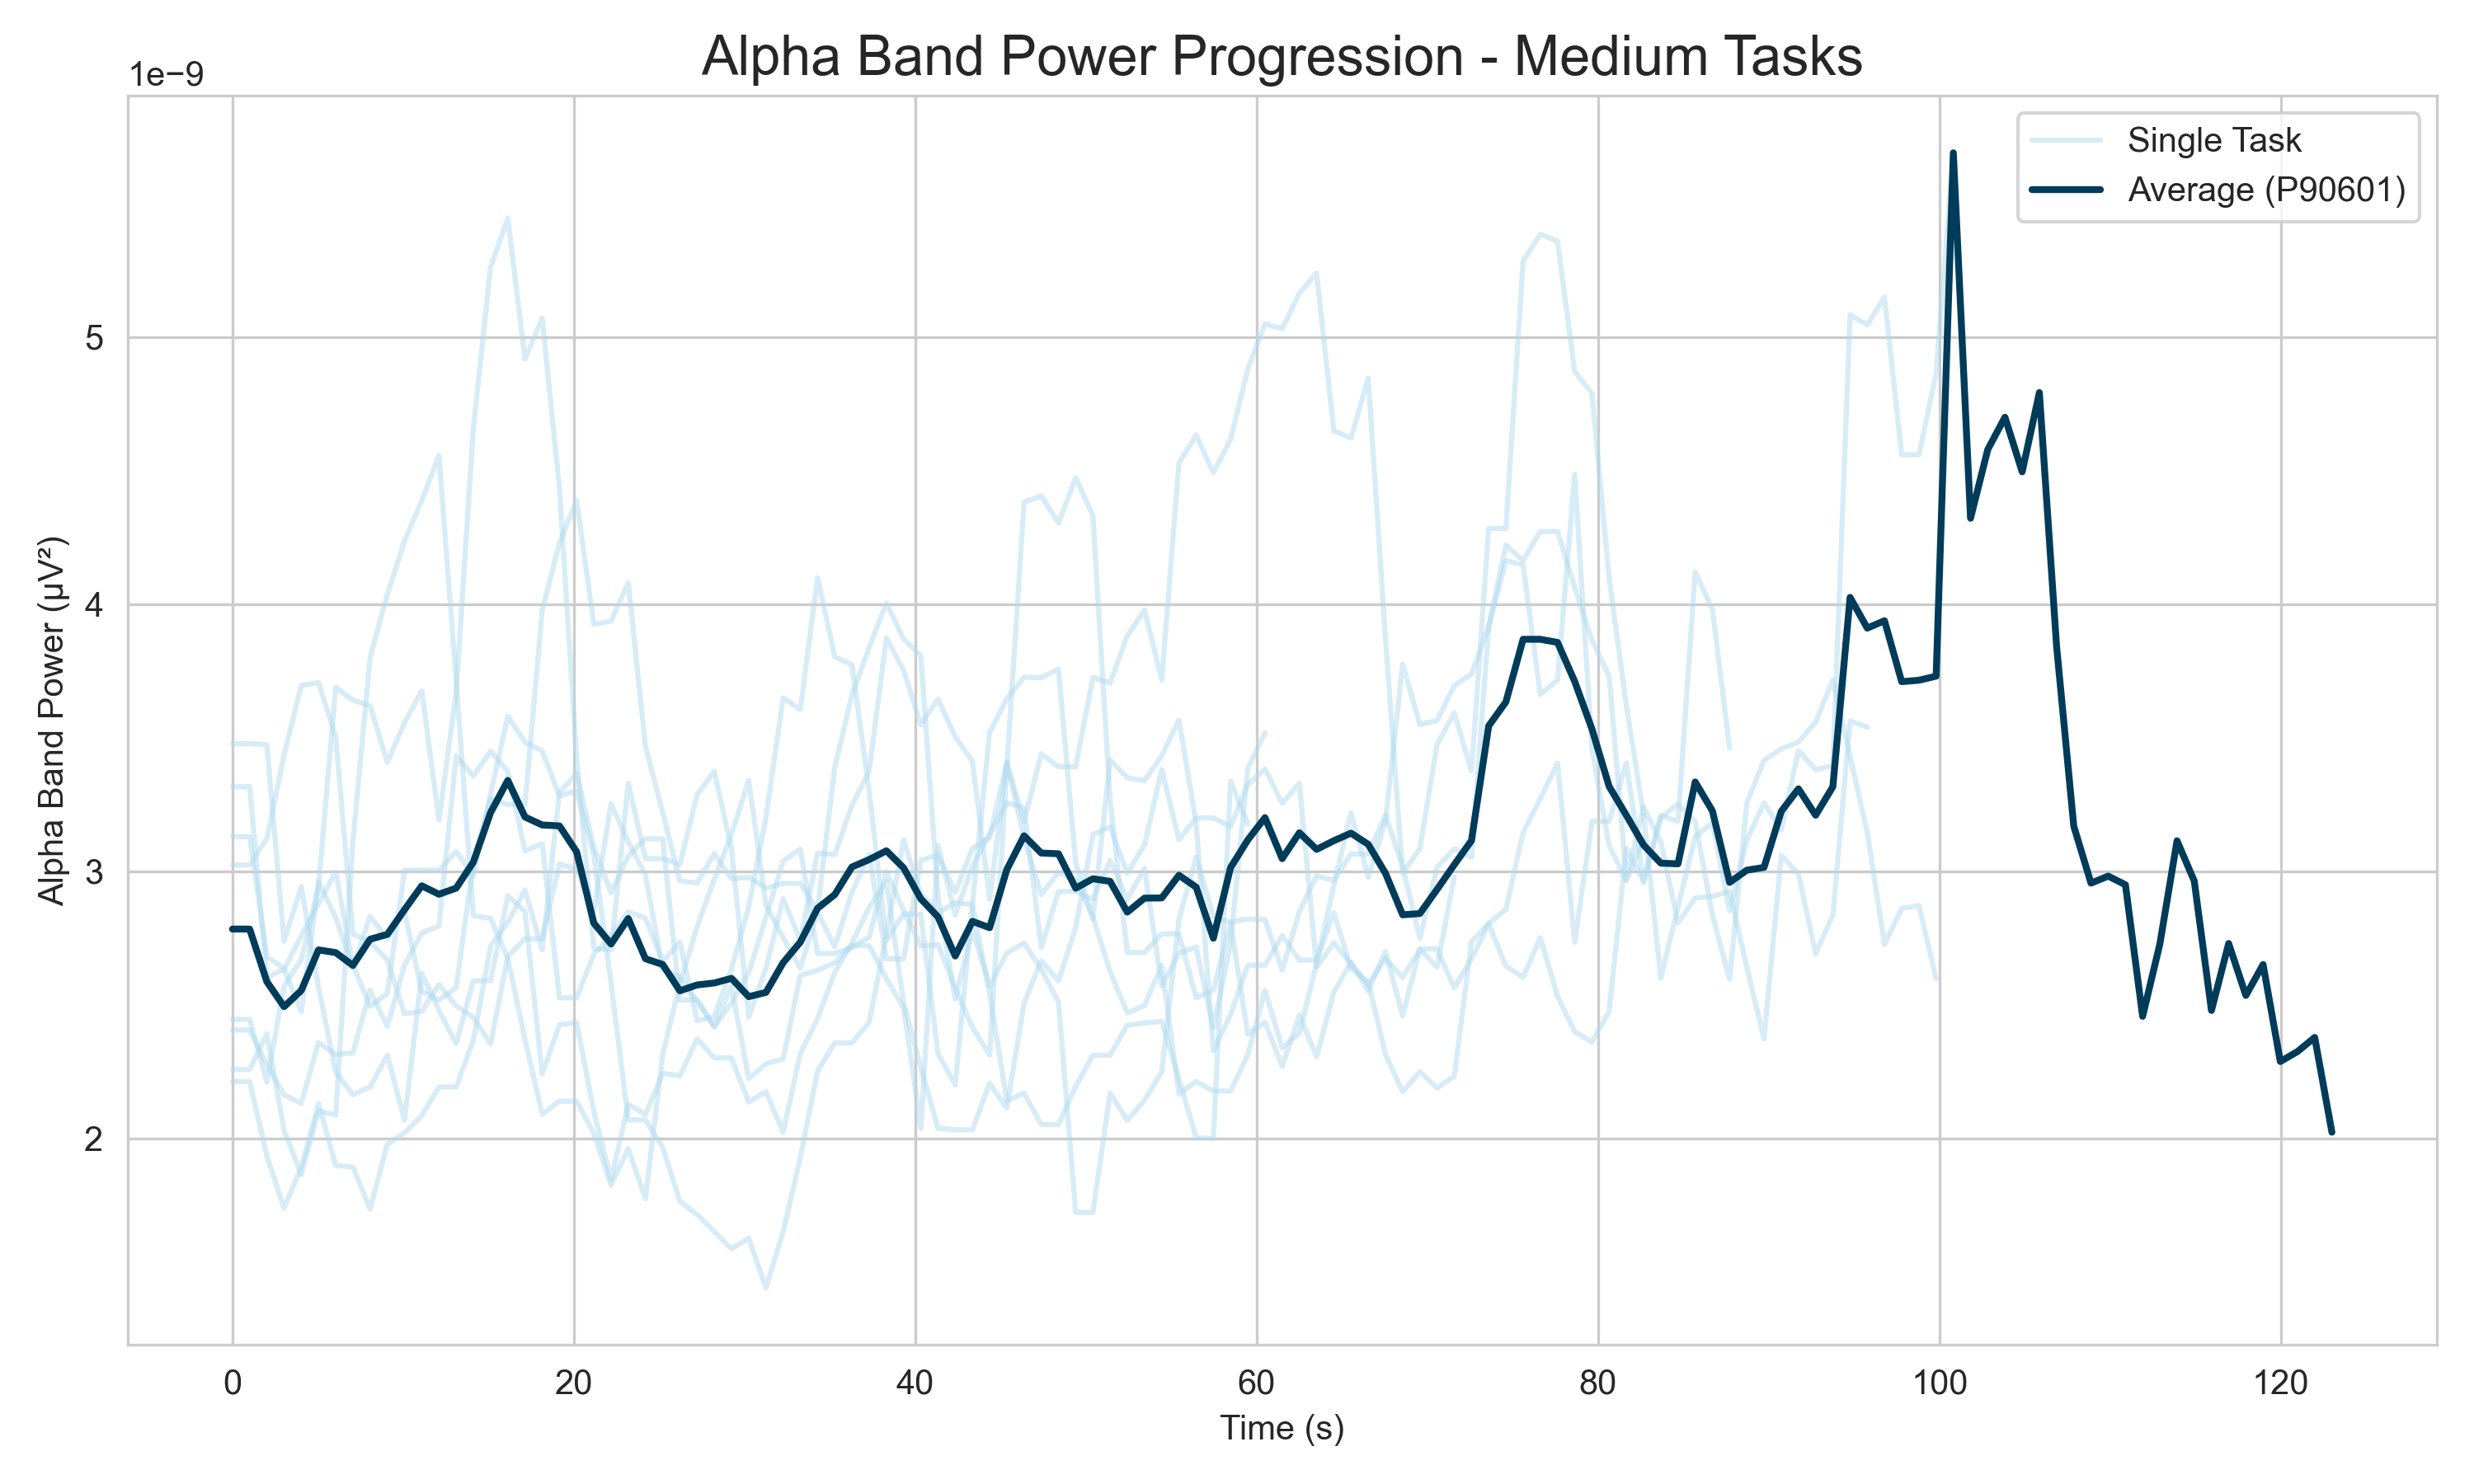 Alpha Band Power Progression - Medium Tasks
1e−9
Single Task
Average (P90601)
5
4
3
2
Alpha Band Power (µV²)
0 20 40 60 80 100 120
Time (s)